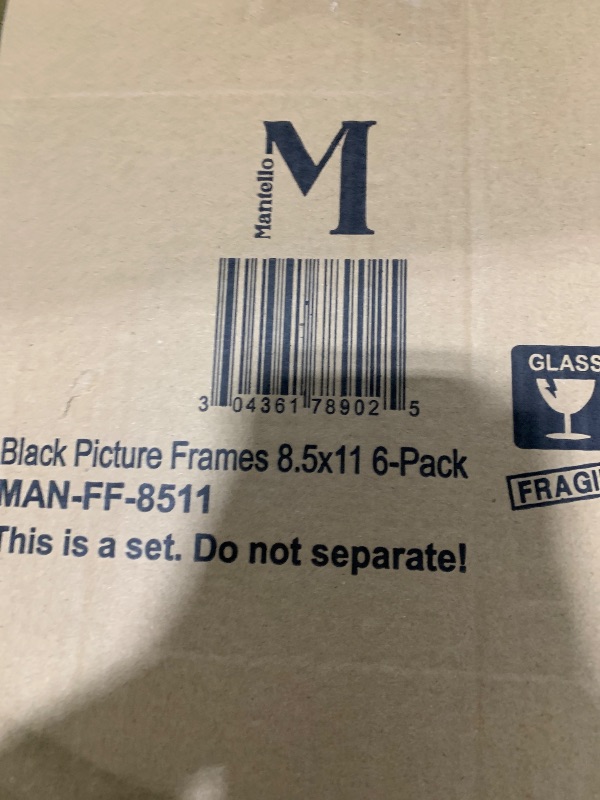 M
Mantello
3 04361 78902 5
GLASS
Black Picture Frames 8.5x11 6-Pack
FRAGI
MAN-FF-8511
This is a set. Do not separate!